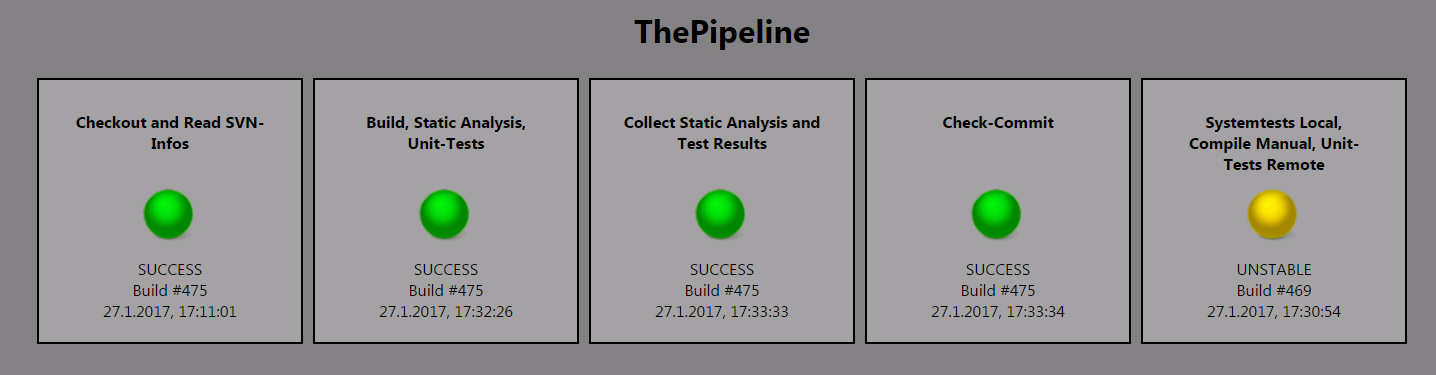 ThePipeline
Checkout and Read SVN-
Infos
SUCCESS
Build #475
27.1.2017, 17:11:01
Build, Static Analysis,
Unit-Tests
SUCCESS
Build #475
27.1.2017, 17:32:26
Collect Static Analysis and
Test Results
SUCCESS
Build #475
27.1.2017, 17:33:33
Check-Commit
SUCCESS
Build #475
27.1.2017, 17:33:34
Systemtests Local,
Compile Manual, Unit-
Tests Remote
UNSTABLE
Build #469
27.1.2017, 17:30:54